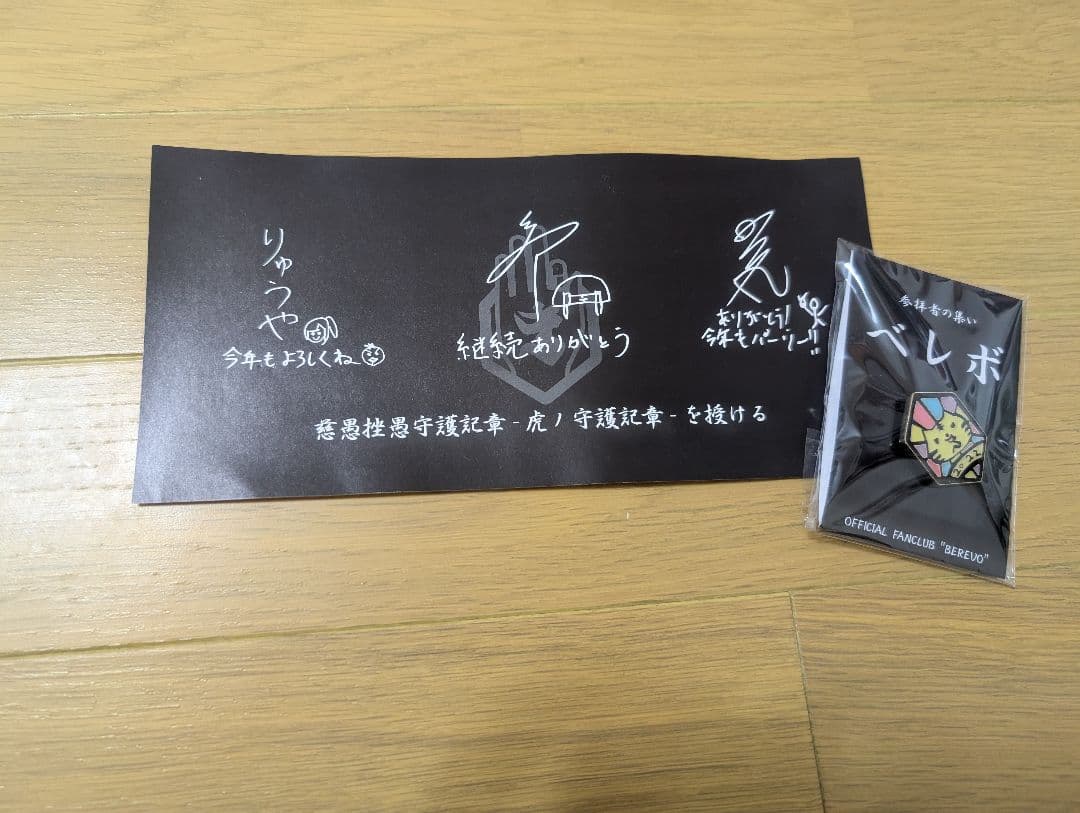 りゅうや
今年もよろしくね
継続ありがとう
ありがとう!
今年もパーリー!!
慈愚挫愚守護記章-虎ノ守護記章-を授ける
参拝者の集い
ベレボ
2022
OFFICIAL FANCLUB "BEREVO"